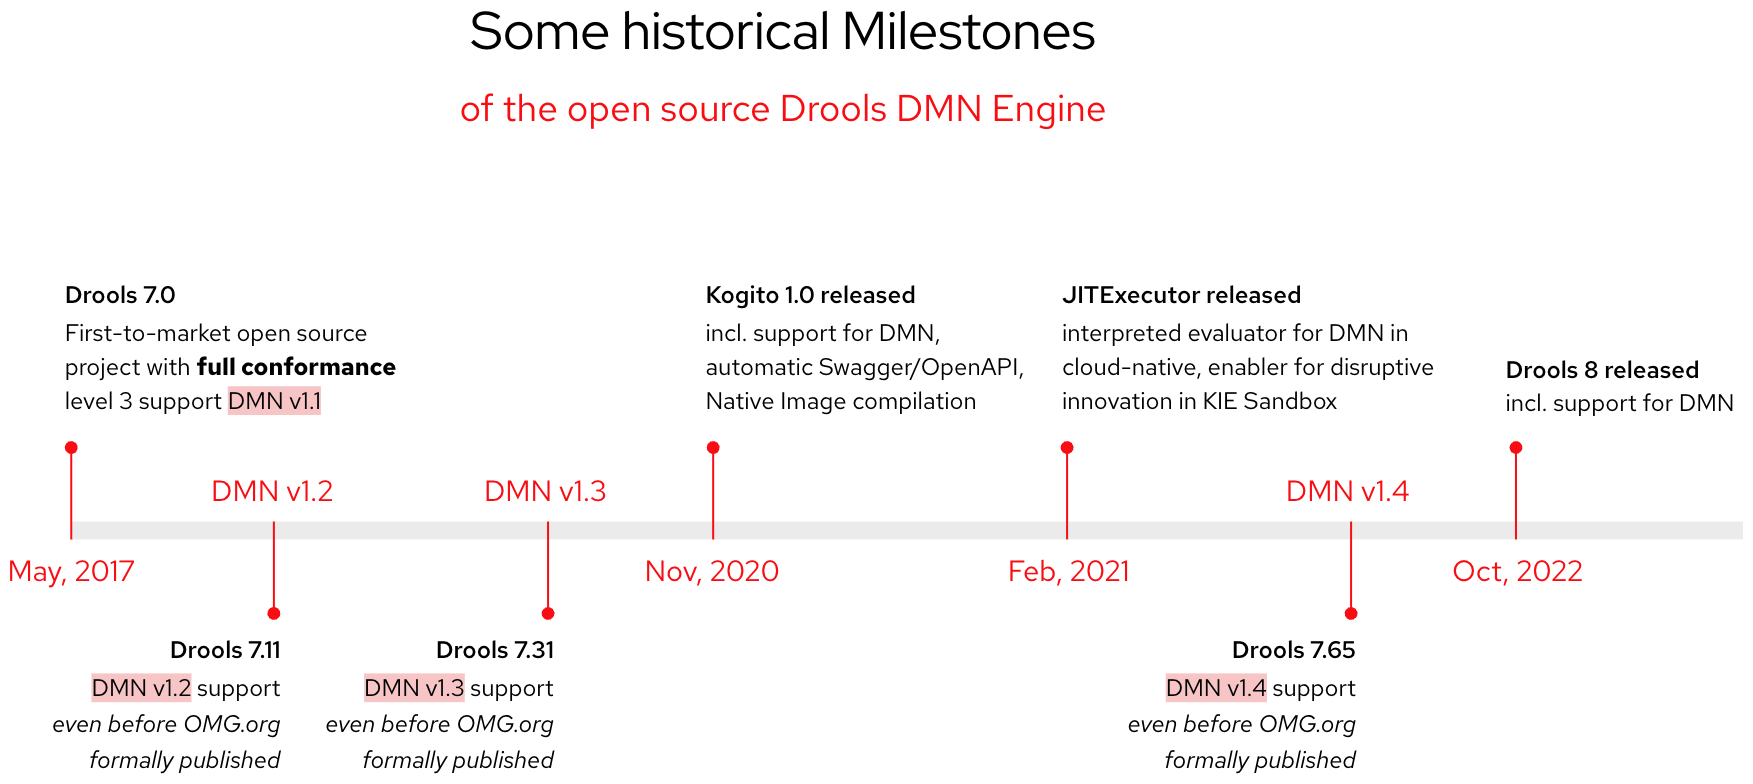 Some historical Milestones
of the open source Drools DMN Engine
Drools 7.0
First-to-market open source
project with full conformance
level 3 support DMN v1.1
Kogito 1.0 released
incl. support for DMN,
automatic Swagger/OpenAPI,
Native Image compilation
JITExecutor released
interpreted evaluator for DMN in
cloud-native, enabler for disruptive
innovation in KIE Sandbox
Drools 8 released
incl. support for DMN
DMN v1.2
DMN v1.3
DMN v1.4
May, 2017
Nov, 2020
Feb, 2021
Oct, 2022
Drools 7.11
DMN v1.2 support
even before OMG.org
formally published
Drools 7.31
DMN v1.3 support
even before OMG.org
formally published
Drools 7.65
DMN v1.4 support
even before OMG.org
formally published